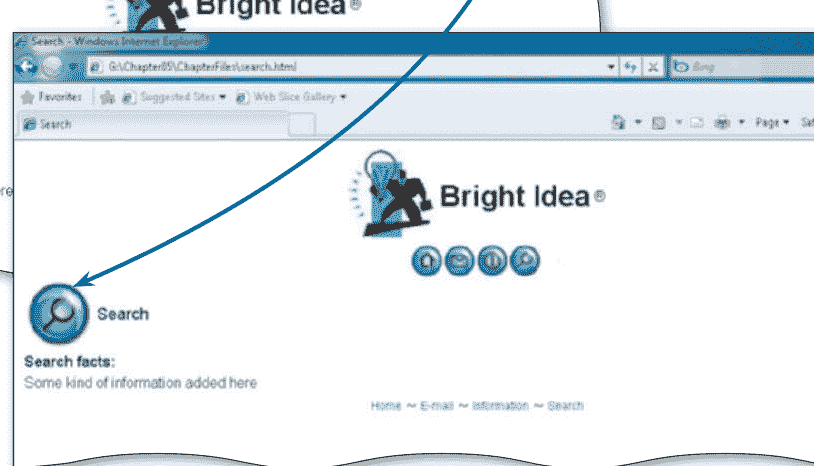 Bright Idea®
Search - Windows Internet Explorer
G:\Chapter05\ChapterFiles\search.html
Bing
Favorites Suggested Sites Web Slice Gallery
Search
Page
Bright Idea®
Search
Search facts:
Some kind of information added here
Home ~ E-mail ~ Information ~ Search